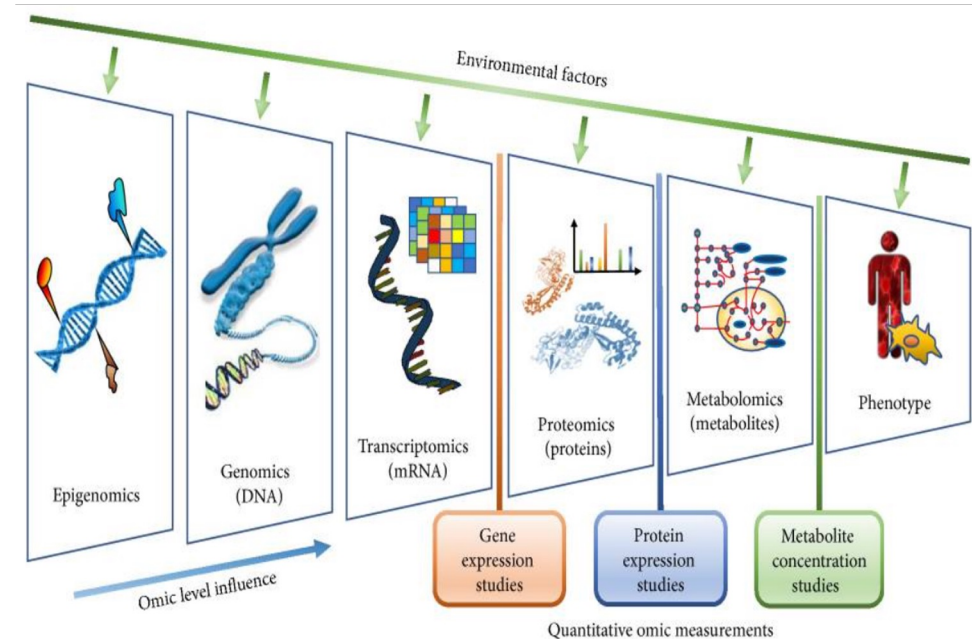 Environmental factors
Epigenomics
Genomics
(DNA)
Transcriptomics
(mRNA)
Proteomics
(proteins)
Metabolomics
(metabolites)
Phenotype
Omic level influence
Gene
expression
studies
Protein
expression
studies
Metabolite
concentration
studies
Quantitative omic measurements